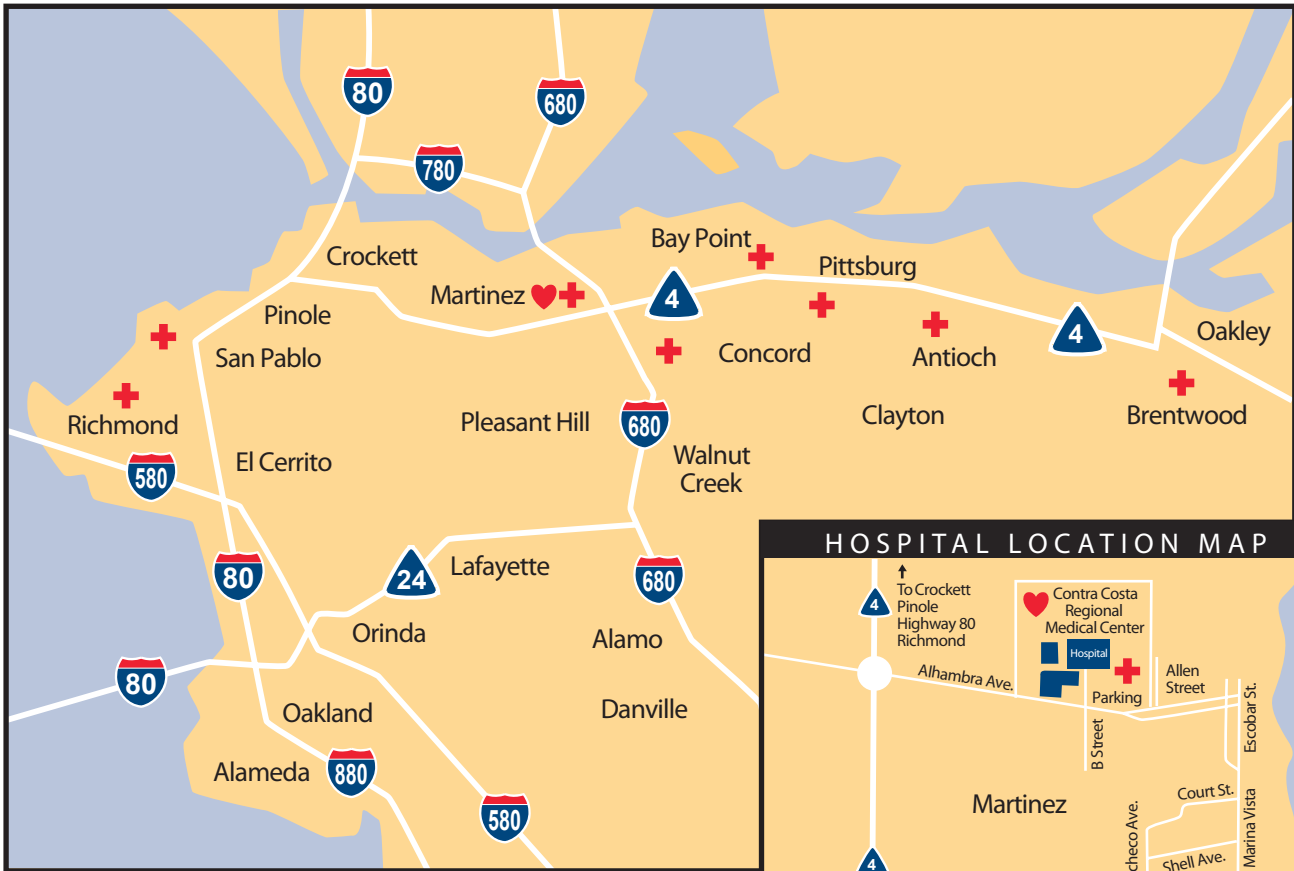 80
680
780
Crockett
Bay Point
Pittsburg
Martinez
4
4
Pinole
San Pablo
Concord
Antioch
Oakley
Richmond
Pleasant Hill
680
Clayton
Brentwood
Walnut
Creek
El Cerrito
580
80
24
Lafayette
680
Orinda
Alamo
80
Oakland
Danville
Alameda
880
580
HOSPITAL LOCATION MAP
4
To Crockett
Pinole
Highway 80
Richmond
Contra Costa
Regional
Medical Center
Hospital
Alhambra Ave.
Parking
Allen
Street
B Street
Escobar St.
Martinez
Court St.
Marina Vista
checo Ave.
Shell Ave.
4